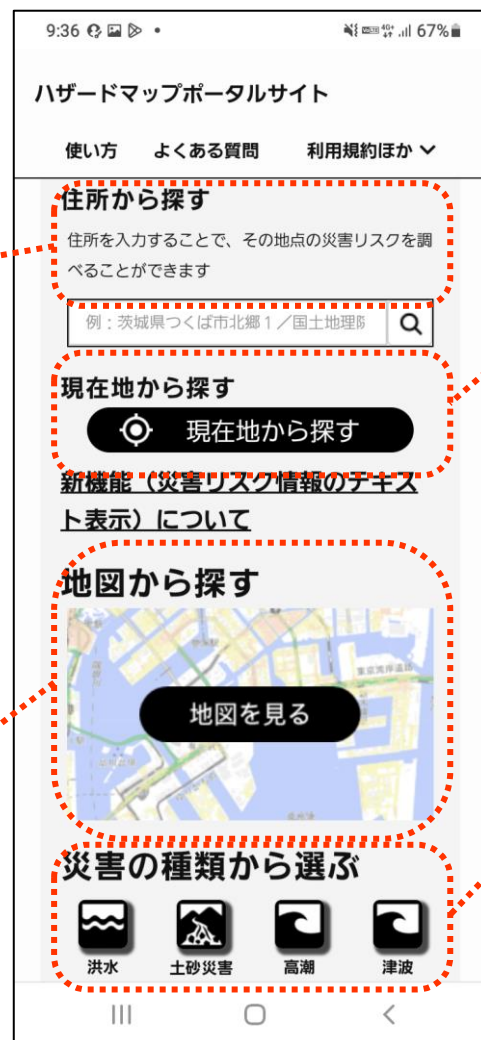 9:36
67%
ハザードマップポータルサイト
使い方 よくある質問 利用規約ほか
住所から探す
住所を入力することで、その地点の災害リスクを調
べることができます
例：茨城県つくば市北郷１／国土地理院
現在地から探す
現在地から探す
新機能（災害リスク情報のテキス
ト表示）について
地図から探す
東京湾岸道路
地図を見る
災害の種類から選ぶ
洪水 土砂災害 高潮 津波